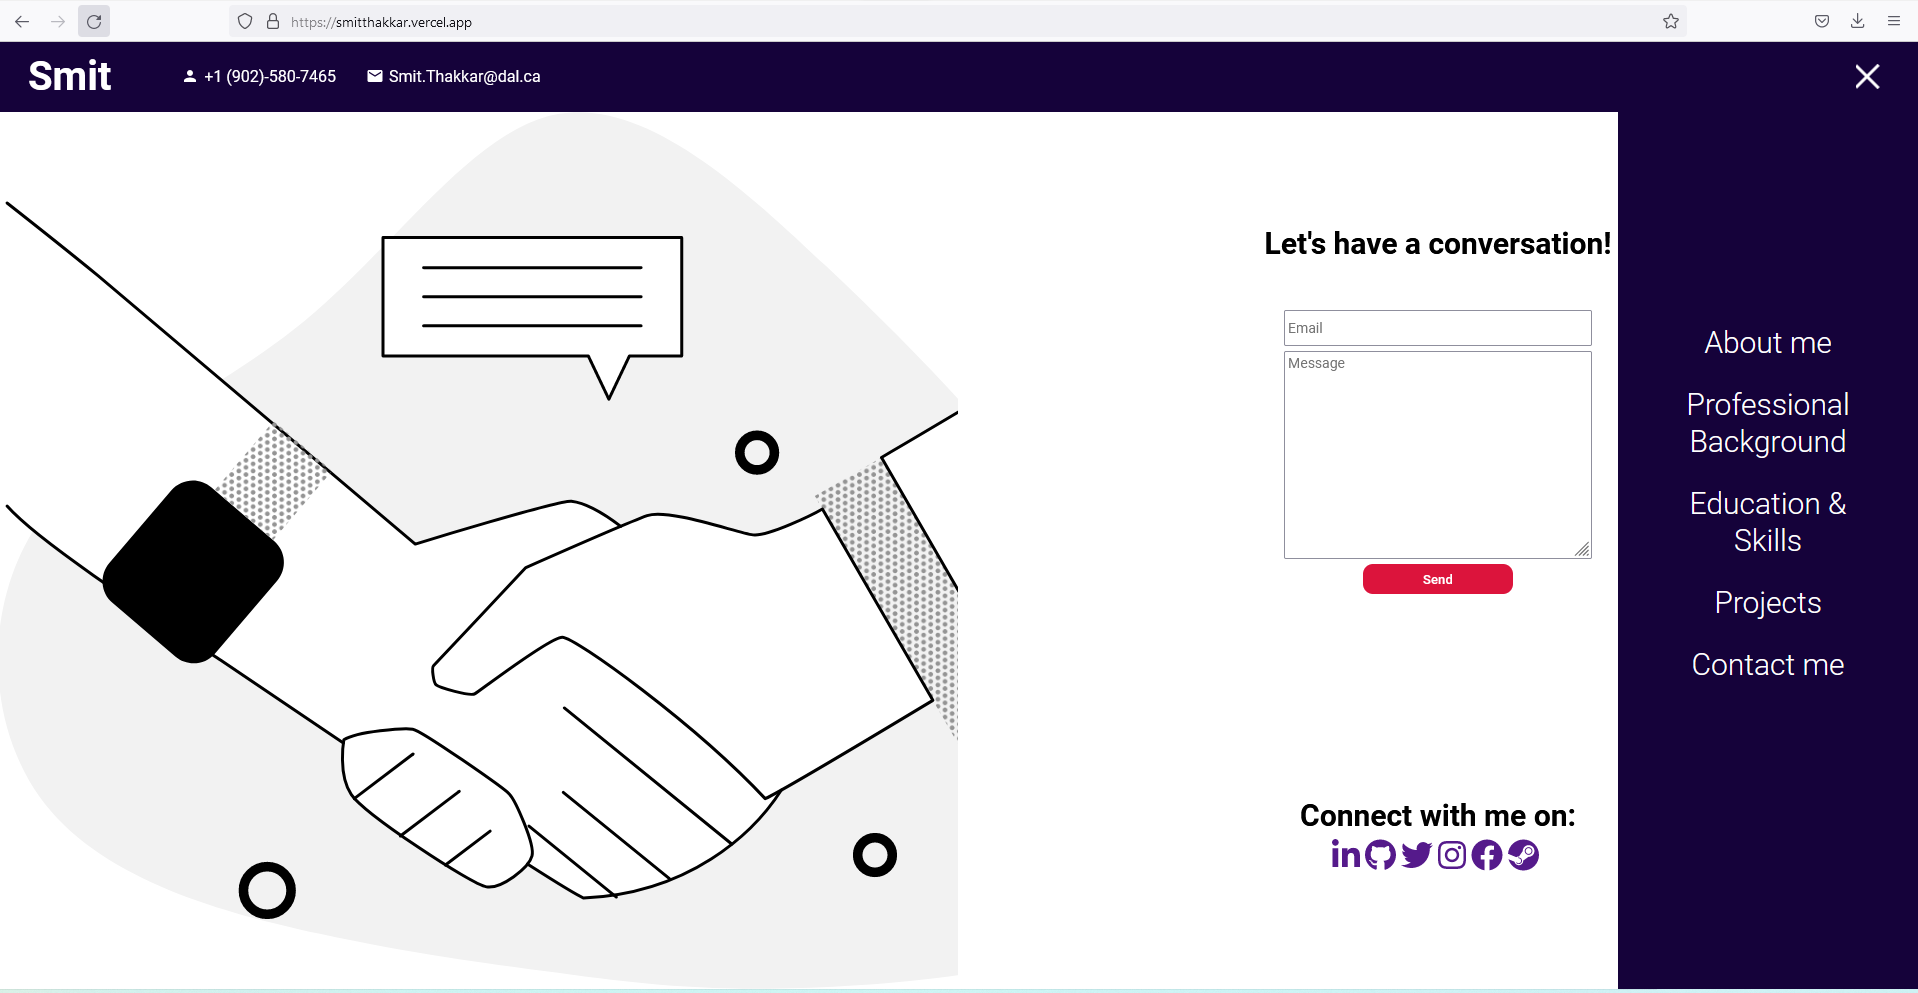 https://smitthakkar.vercel.app
Smit
+1 (902)-580-7465
Smit.Thakkar@dal.ca
Let's have a conversation!
Email
Message
Send
Connect with me on:
in
About me
Professional
Background
Education &
Skills
Projects
Contact me